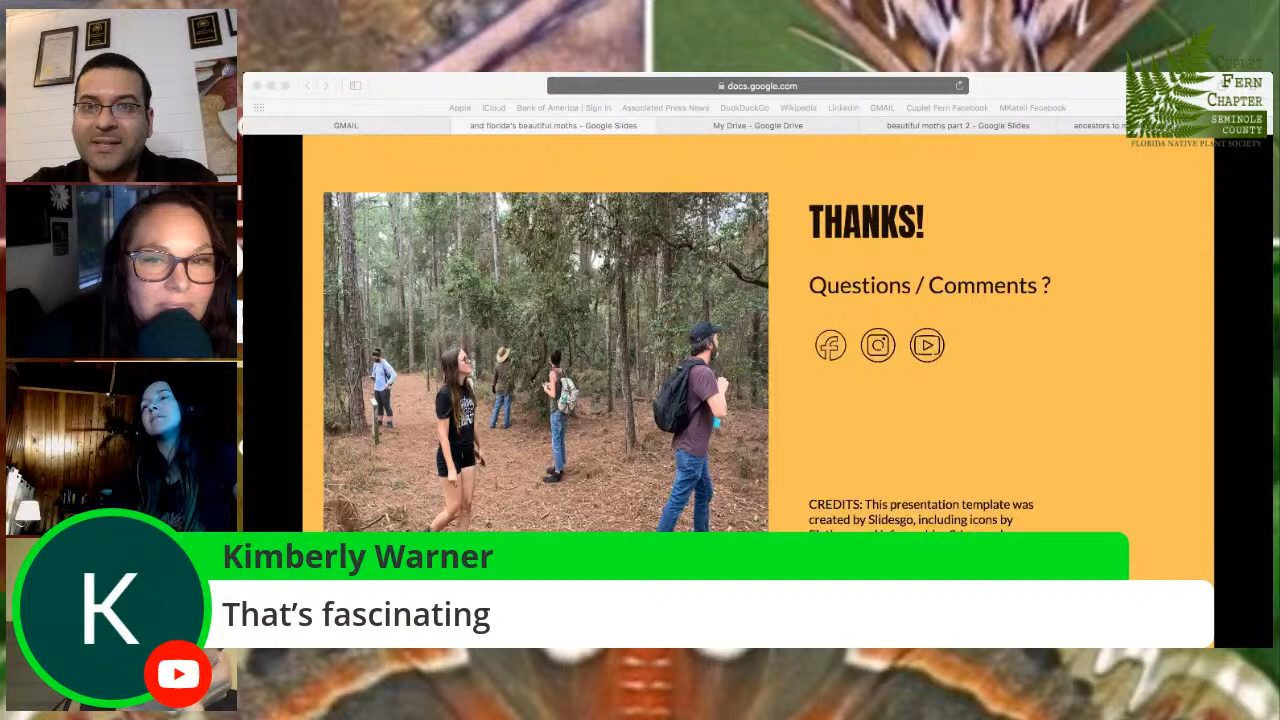 docs.google.com
Apple iCloud Bank of America | Sign In Associated Press News DuckDuckGo Wikipedia LinkedIn GMAIL Cuplet Fern Facebook MKateil Facebook
GMAIL and florida's beautiful moths - Google Slides My Drive - Google Drive beautiful moths part 2 - Google Slides ancestors to m
CUPLET
FERN
CHAPTER
SEMINOLE
COUNTY
FLORIDA NATIVE PLANT SOCIETY
THANKS!
Questions / Comments ?
CREDITS: This presentation template was
created by Slidesgo, including icons by
K
Kimberly Warner
That's fascinating